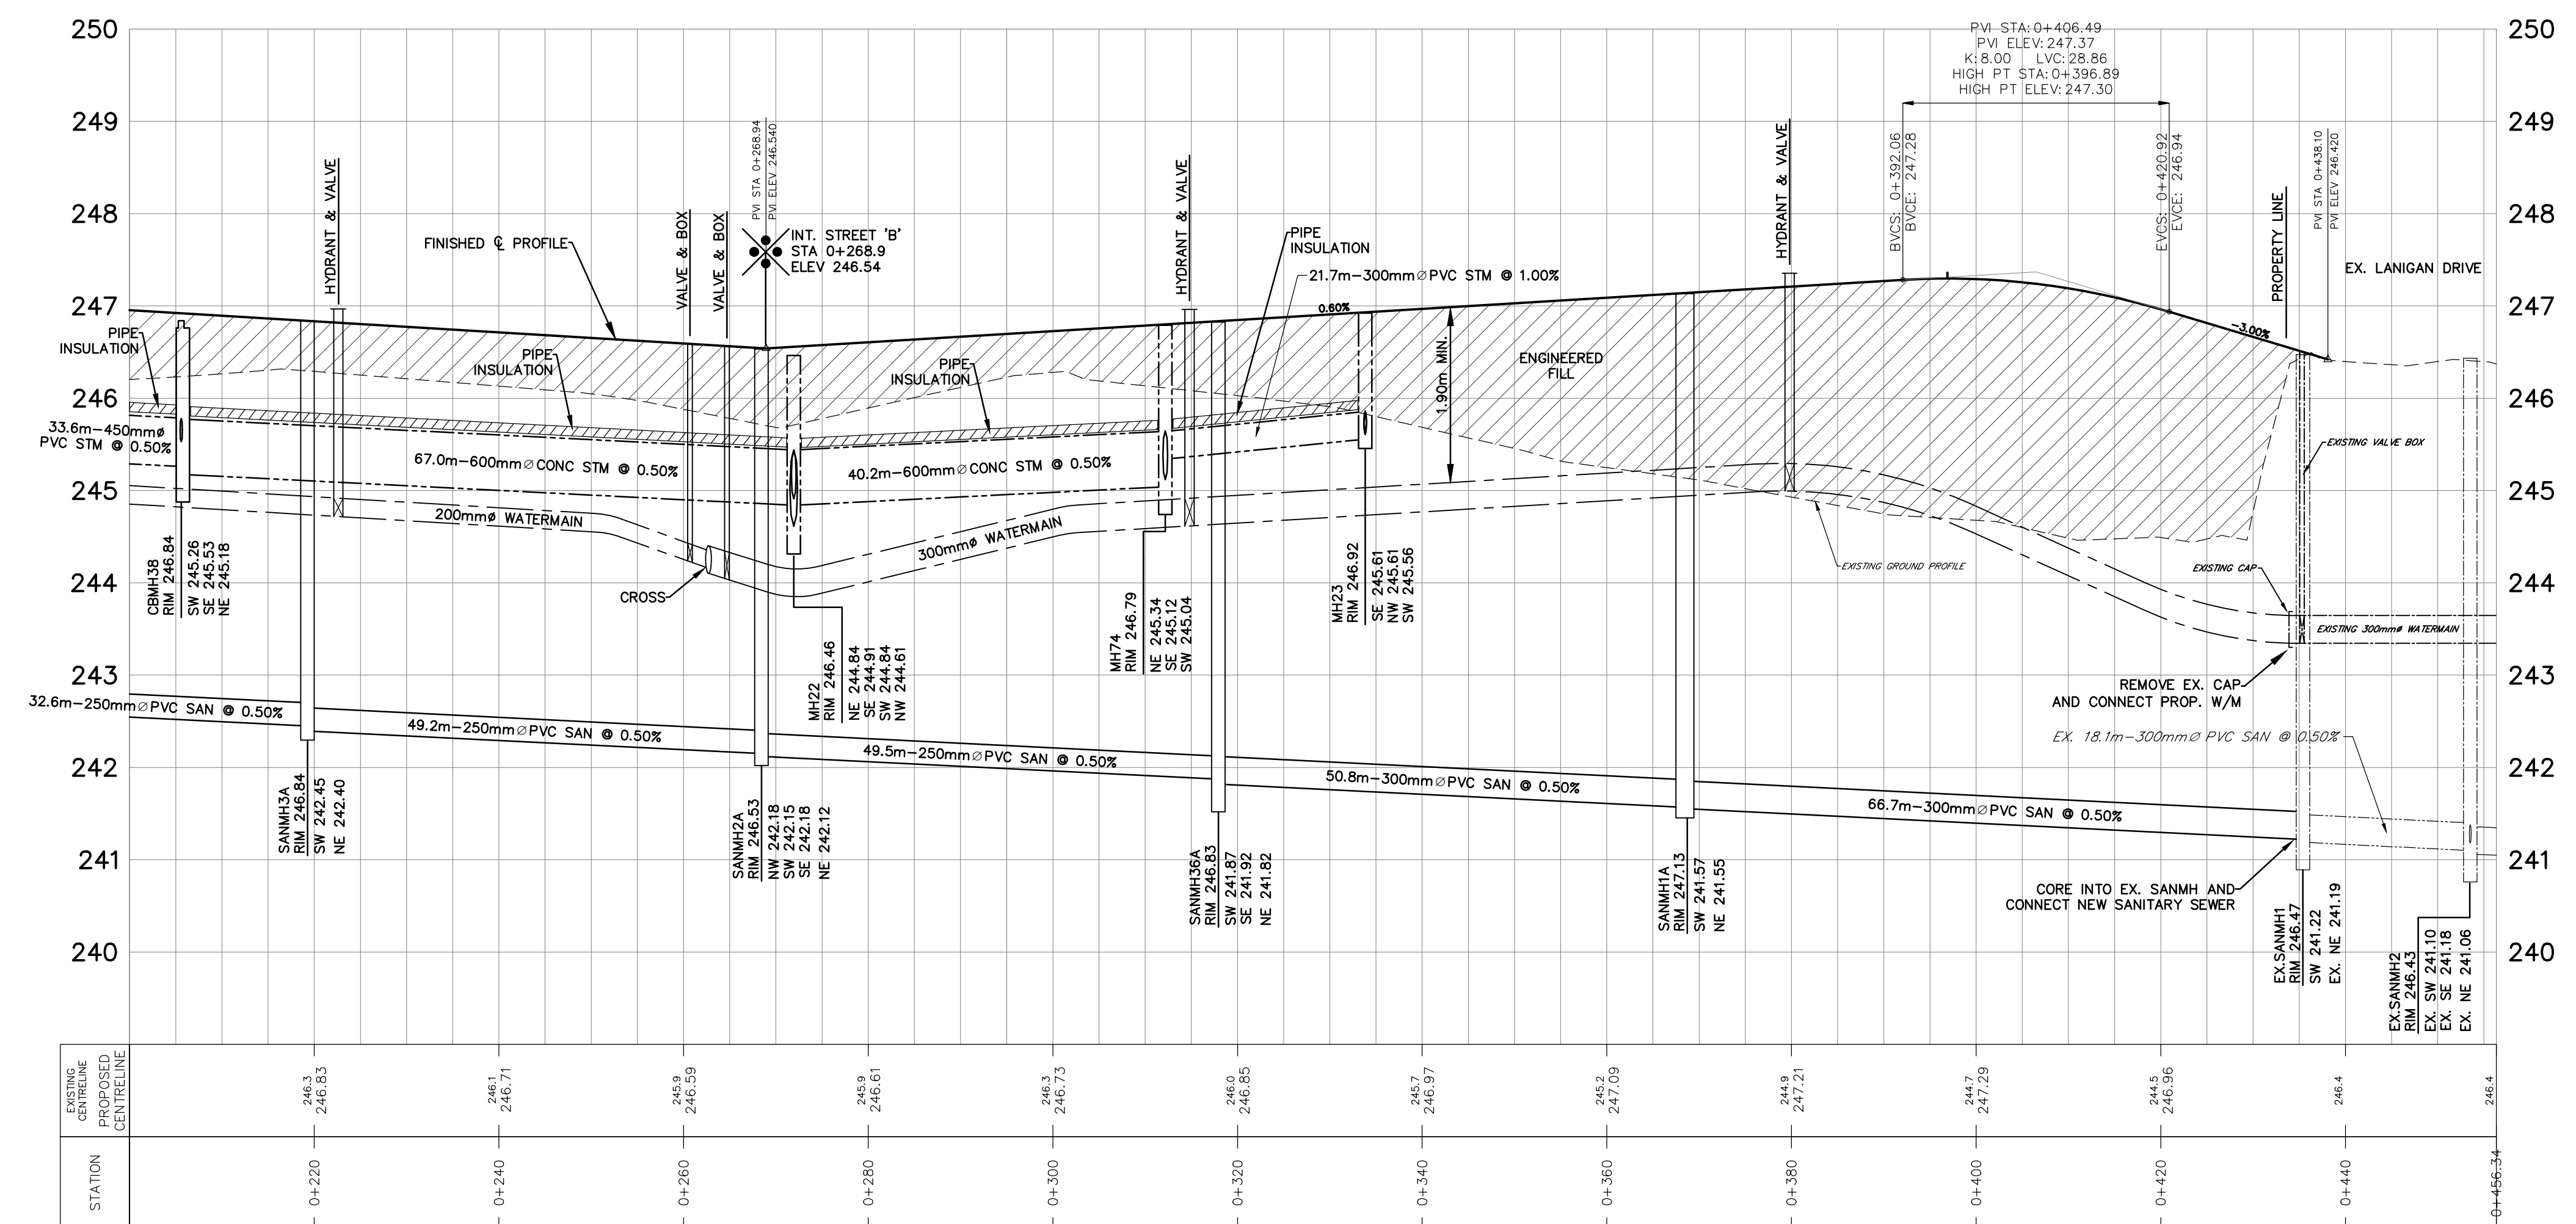 250
249
248
247
246
245
244
243
242
241
240
250
249
248
247
246
245
244
243
242
241
240
PVI STA: 0+406.49
PVI ELEV: 247.37
K: 8.00 LVC: 28.86
HIGH PT STA: 0+396.89
HIGH PT ELEV: 247.30
BVCS: 0+392.06
BVCE: 247.28
EVCS: 0+420.92
EVCE: 246.94
PVI STA 0+438.10
PVI ELEV 246.420
PROPERTY LINE
EX. LANIGAN DRIVE
HYDRANT & VALVE
FINISHED ℄ PROFILE
VALVE & BOX
VALVE & BOX
PVI STA 0+268.94
PVI ELEV 246.540
INT. STREET 'B'
STA 0+268.9
ELEV 246.54
HYDRANT & VALVE
PIPE
INSULATION
21.7m-300mm∅ PVC STM @ 1.00%
HYDRANT & VALVE
0.60%
-3.00%
PIPE
INSULATION
PIPE
INSULATION
PIPE
INSULATION
1.90m MIN.
ENGINEERED
FILL
33.6m-450mmø
PVC STM @ 0.50%
67.0m-600mm∅ CONC STM @ 0.50%
40.2m-600mm∅ CONC STM @ 0.50%
200mmø WATERMAIN
300mmø WATERMAIN
CROSS
EXISTING GROUND PROFILE
EXISTING VALVE BOX
EXISTING CAP
EXISTING 300mmø WATERMAIN
REMOVE EX. CAP
AND CONNECT PROP. W/M
EX. 18.1m-300mm∅ PVC SAN @ 0.50%
CBMH38
RIM 246.84
SW 245.26
SE 245.53
NE 245.18
MH22
RIM 246.46
NE 244.84
SE 244.91
SW 244.84
NW 244.61
MH74
RIM 246.79
NE 245.34
SE 245.12
SW 245.04
MH23
RIM 246.92
SE 245.61
NW 245.61
SW 245.56
32.6m-250mm∅ PVC SAN @ 0.50%
49.2m-250mm∅ PVC SAN @ 0.50%
49.5m-250mm∅ PVC SAN @ 0.50%
50.8m-300mm∅ PVC SAN @ 0.50%
66.7m-300mm∅ PVC SAN @ 0.50%
SANMH3A
RIM 246.84
SW 242.45
NE 242.40
SANMH2A
RIM 246.53
NW 242.18
SW 242.15
SE 242.18
NE 242.12
SANMH36A
RIM 246.83
SW 241.87
SE 241.92
NE 241.82
SANMH1A
RIM 247.13
SW 241.57
NE 241.55
CORE INTO EX. SANMH AND
CONNECT NEW SANITARY SEWER
EX.SANMH1
RIM 246.47
SW 241.22
EX. NE 241.19
EX.SANMH2
RIM 246.43
EX. SW 241.10
EX. SE 241.18
EX. NE 241.06
EXISTING
CENTRELINE
PROPOSED
CENTRELINE
246.3
246.83
246.1
246.71
245.9
246.59
245.9
246.61
246.3
246.73
246.0
246.85
245.7
246.97
245.2
247.09
244.9
247.21
244.7
247.29
244.5
246.96
246.4
246.4
STATION
0+220
0+240
0+260
0+280
0+300
0+320
0+340
0+360
0+380
0+400
0+420
0+440
0+456.34